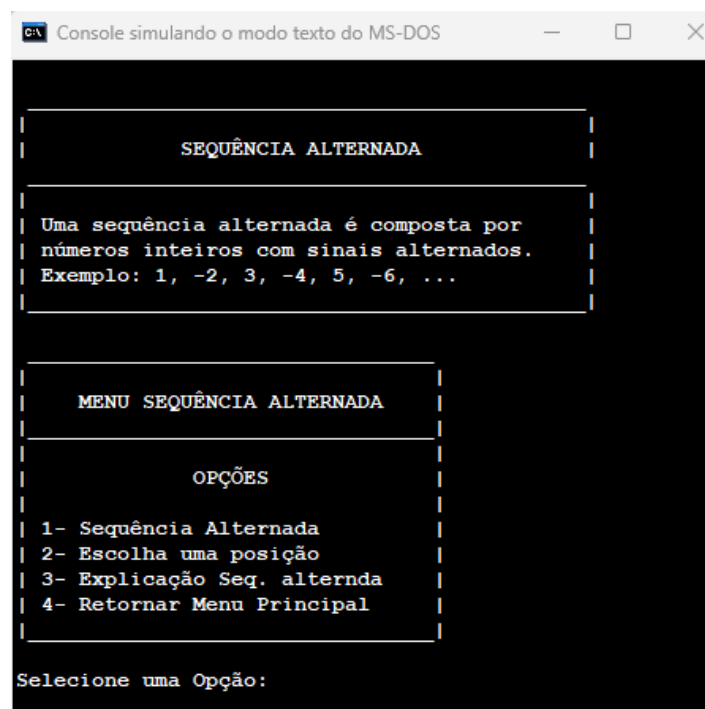 Console simulando o modo texto do MS-DOS
SEQUÊNCIA ALTERNADA
Uma sequência alternada é composta por
números inteiros com sinais alternados.
Exemplo: 1, -2, 3, -4, 5, -6, ...
MENU SEQUÊNCIA ALTERNADA
OPÇÕES
1- Sequência Alternada
2- Escolha uma posição
3- Explicação Seq. alternda
4- Retornar Menu Principal
Selecione uma Opção: